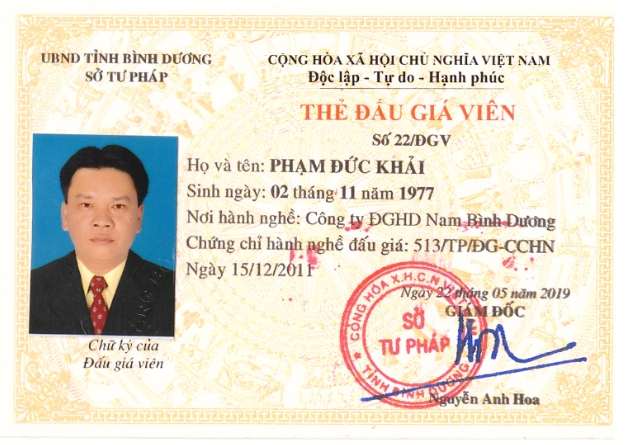 UBND TỈNH BÌNH DƯƠNG
SỞ TƯ PHÁP
CỘNG HÒA XÃ HỘI CHỦ NGHĨA VIỆT NAM
Độc lập - Tự do - Hạnh phúc
THẺ ĐẤU GIÁ VIÊN
Số 22/ĐGV
Họ và tên: PHẠM ĐỨC KHẢI
Sinh ngày: 02 tháng 11 năm 1977
Nơi hành nghề: Công ty ĐGHD Nam Bình Dương
Chứng chỉ hành nghề đấu giá: 513/TP/ĐG-CCHN
Ngày 15/12/2011
Chữ ký của
Đấu giá viên
Ngày 22 tháng 05 năm 2019
GIÁM ĐỐC
CỘNG HÒA X.H.C.N VIỆT
SỞ
TƯ PHÁP
TỈNH BÌNH DƯƠNG
Nguyễn Anh Hoa